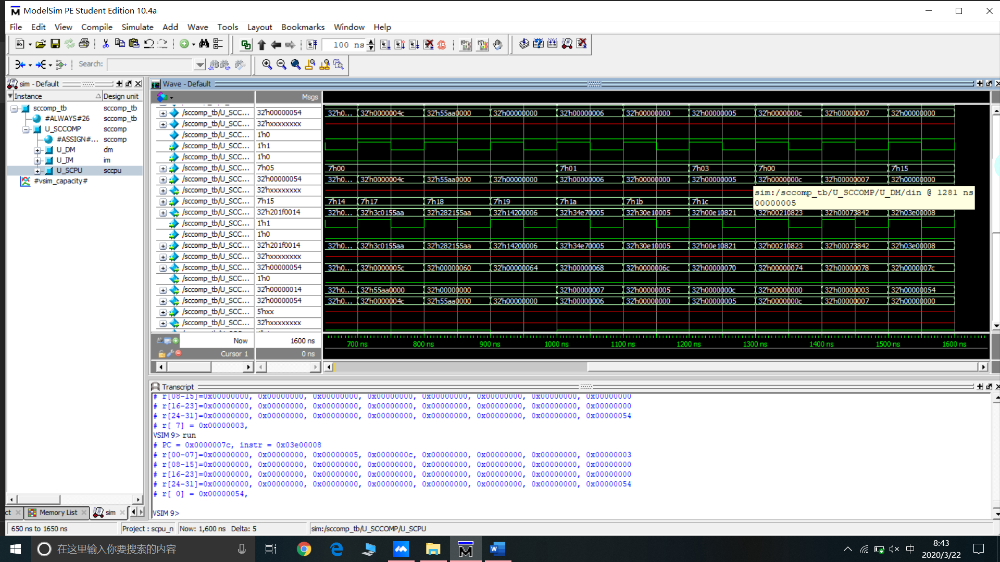 ModelSim PE Student Edition 10.4a
File Edit View Compile Simulate Add Wave Tools Layout Bookmarks Window Help
100 ns
Search:
sim - Default
Instance Design unit
sccomp_tb sccomp_tb
#ALWAYS#26 sccomp_tb
U_SCCOMP sccomp
#ASSIGN#... sccomp
U_DM dm
U_IM im
U_SCPU sccpu
#vsim_capacity#
Wave - Default
Msgs
/sccomp_tb/U_SCC... 32'h00000054 32'h0... 32'h0000004c 32'h55aa0000 32'h00000000 32'h00000006 32'h00000000 32'h00000005 32'h0000000c 32'h00000007 32'h00000000
/sccomp_tb/U_SCC... 32'hxxxxxxxx
/sccomp_tb/U_SCC... 1'h0
/sccomp_tb/U_SCC... 1'h1
/sccomp_tb/U_SCC... 1'h0
/sccomp_tb/U_SCC... 7'h05 7'h00 7'h01 7'h03 7'h00 7'h15
/sccomp_tb/U_SCC... 32'h00000054 32'h0... 32'h0000004c 32'h55aa0000 32'h00000000 32'h00000006 32'h00000000 32'h00000005 32'h0000000c 32'h00000007 32'h00000000
/sccomp_tb/U_SCC... 32'hxxxxxxxx
/sccomp_tb/U_SCC... 7'h15 7'h14 7'h17 7'h18 7'h19 7'h1a 7'h1b 7'h1c
sim:/sccomp_tb/U_SCCOMP/U_DM/din @ 1281 ns
00000005
/sccomp_tb/U_SCC... 32'h201f0014 32'h0... 32'h3c0155aa 32'h282155aa 32'h14200006 32'h34e70005 32'h30e10005 32'h00e10821 32'h00210823 32'h00073842 32'h03e00008
/sccomp_tb/U_SCC... 1'h1
/sccomp_tb/U_SCC... 1'h0
/sccomp_tb/U_SCC... 32'h201f0014 32'h0... 32'h3c0155aa 32'h282155aa 32'h14200006 32'h34e70005 32'h30e10005 32'h00e10821 32'h00210823 32'h00073842 32'h03e00008
/sccomp_tb/U_SCC... 32'hxxxxxxxx
/sccomp_tb/U_SCC... 32'h00000054 32'h0... 32'h0000005c 32'h00000060 32'h00000064 32'h00000068 32'h0000006c 32'h00000070 32'h00000074 32'h00000078 32'h0000007c
/sccomp_tb/U_SCC... 1'h0
/sccomp_tb/U_SCC... 32'h00000014 32'h0... 32'h55aa0000 32'h00000000 32'h00000007 32'h00000005 32'h0000000c 32'h00000000 32'h00000003 32'h00000054
/sccomp_tb/U_SCC... 32'h00000054 32'h0... 32'h0000004c 32'h55aa0000 32'h00000000 32'h00000006 32'h00000000 32'h00000005 32'h0000000c 32'h00000007 32'h00000000
/sccomp_tb/U_SCC... 5'hxx
/sccomp_tb/U_SCC... 32'hxxxxxxxx
Now 1600 ns 700 ns 800 ns 900 ns 1000 ns 1100 ns 1200 ns 1300 ns 1400 ns 1500 ns 1600 ns
Cursor 1 0 ns
Transcript
# r[08-15]=0x00000000, 0x00000000, 0x00000000, 0x00000000, 0x00000000, 0x00000000, 0x00000000, 0x00000000
# r[16-23]=0x00000000, 0x00000000, 0x00000000, 0x00000000, 0x00000000, 0x00000000, 0x00000000, 0x00000000
# r[24-31]=0x00000000, 0x00000000, 0x00000000, 0x00000000, 0x00000000, 0x00000000, 0x00000000, 0x00000054
# r[ 7] = 0x00000003,
VSIM 9> run
# PC = 0x0000007c, instr = 0x03e00008
# r[00-07]=0x00000000, 0x00000000, 0x00000005, 0x0000000c, 0x00000000, 0x00000000, 0x00000000, 0x00000003
# r[08-15]=0x00000000, 0x00000000, 0x00000000, 0x00000000, 0x00000000, 0x00000000, 0x00000000, 0x00000000
# r[16-23]=0x00000000, 0x00000000, 0x00000000, 0x00000000, 0x00000000, 0x00000000, 0x00000000, 0x00000000
# r[24-31]=0x00000000, 0x00000000, 0x00000000, 0x00000000, 0x00000000, 0x00000000, 0x00000000, 0x00000054
# r[ 0] = 0x00000054,
VSIM 9>
ct Memory List sim
650 ns to 1650 ns Project : scpu_n Now: 1,600 ns Delta: 5 sim:/sccomp_tb/U_SCCOMP/U_SCPU
在这里输入你要搜索的内容
中
8:43
2020/3/22